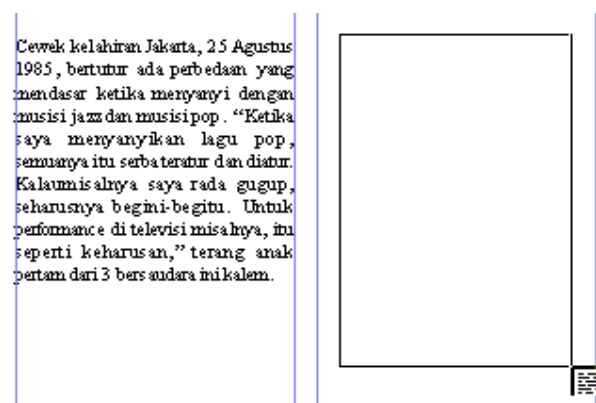 Cewek kelahiran Jakarta, 25 Agustus
1985, bertutur ada perbedaan yang
mendasar ketika menyanyi dengan
musisi jazz dan musisi pop. “Ketika
saya menyanyikan lagu pop,
semuanya itu serba teratur dan diatur.
Kalau misalnya saya rada gugup,
seharusnya begini-begitu. Untuk
performance di televisi misalnya, itu
seperti keharusan,” terang anak
pertam dari 3 bersaudara ini kalem.